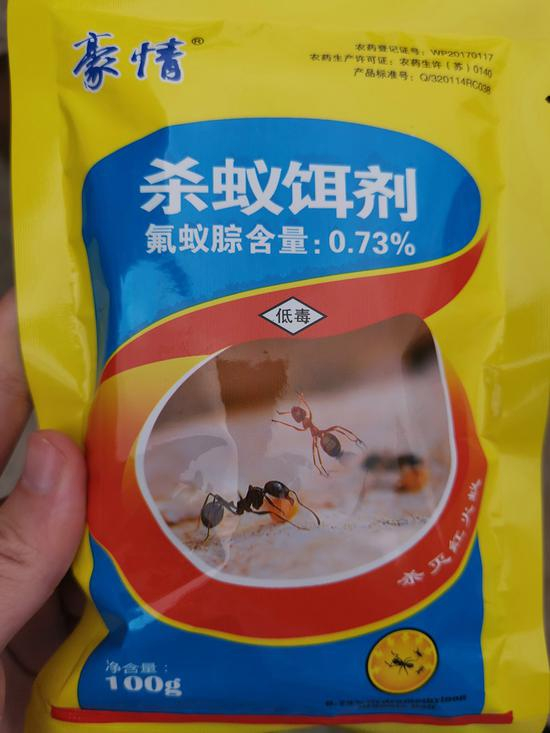 豪情®
农药登记证号：WP20170117
农药生产许可证：农药生许（苏）0140
产品标准号：Q/320114RC038
杀蚁饵剂
氟蚁腙含量：0.73%
低毒
杀灭红火蚁
净含量：
100g